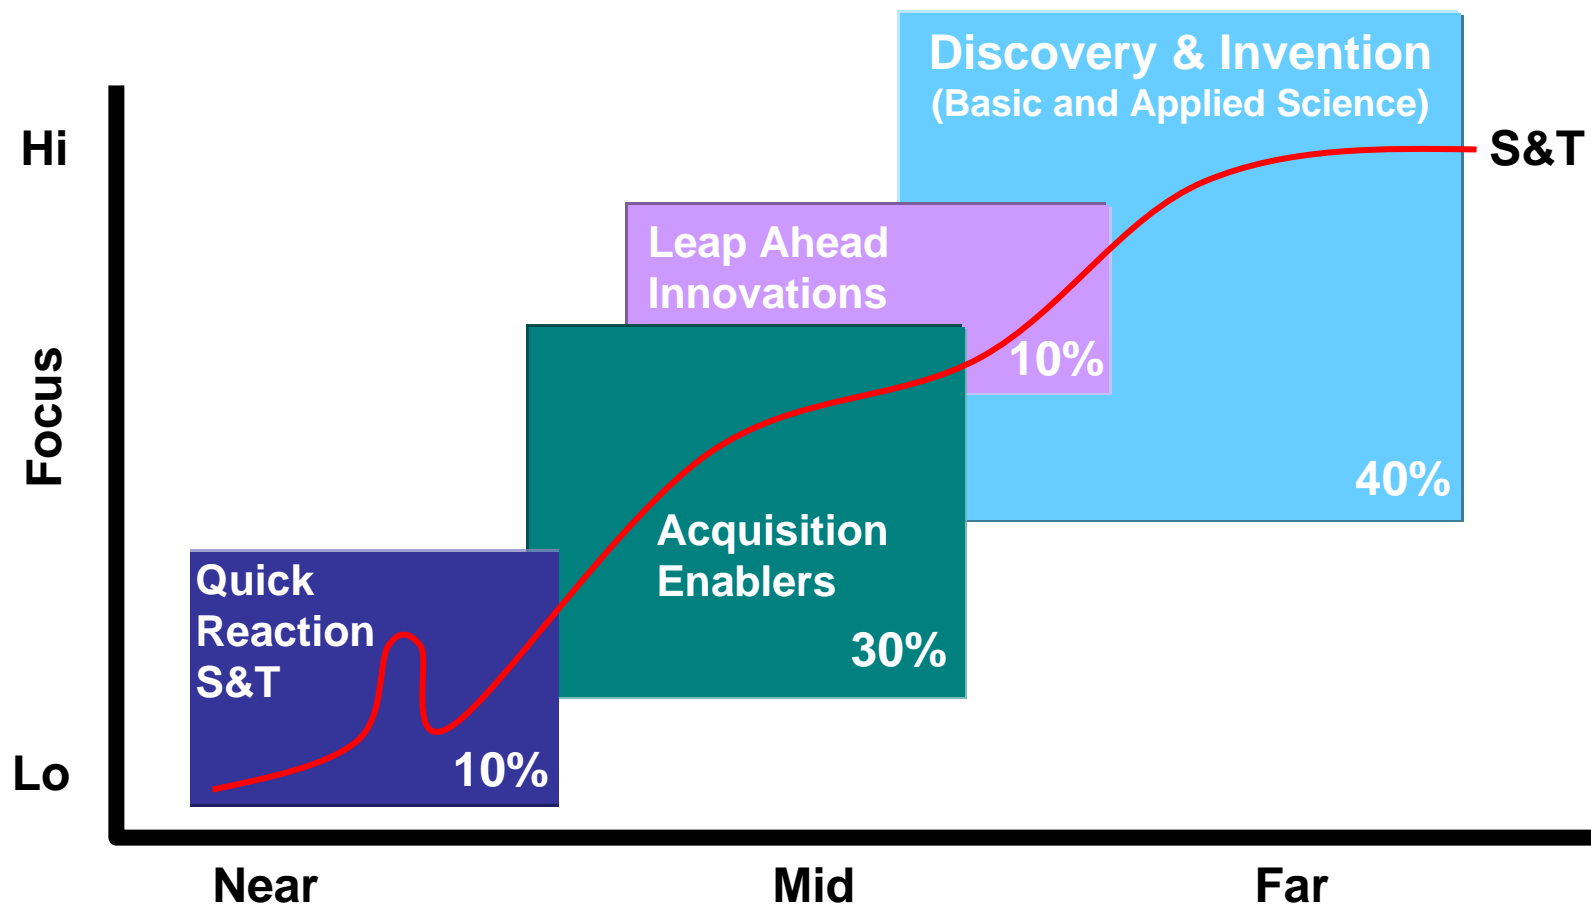 Discovery & Invention
(Basic and Applied Science)
Hi
S&T
Leap Ahead
Innovations
10%
Focus
40%
Acquisition
Enablers
30%
Quick
Reaction
S&T
10%
Lo
Near
Mid
Far